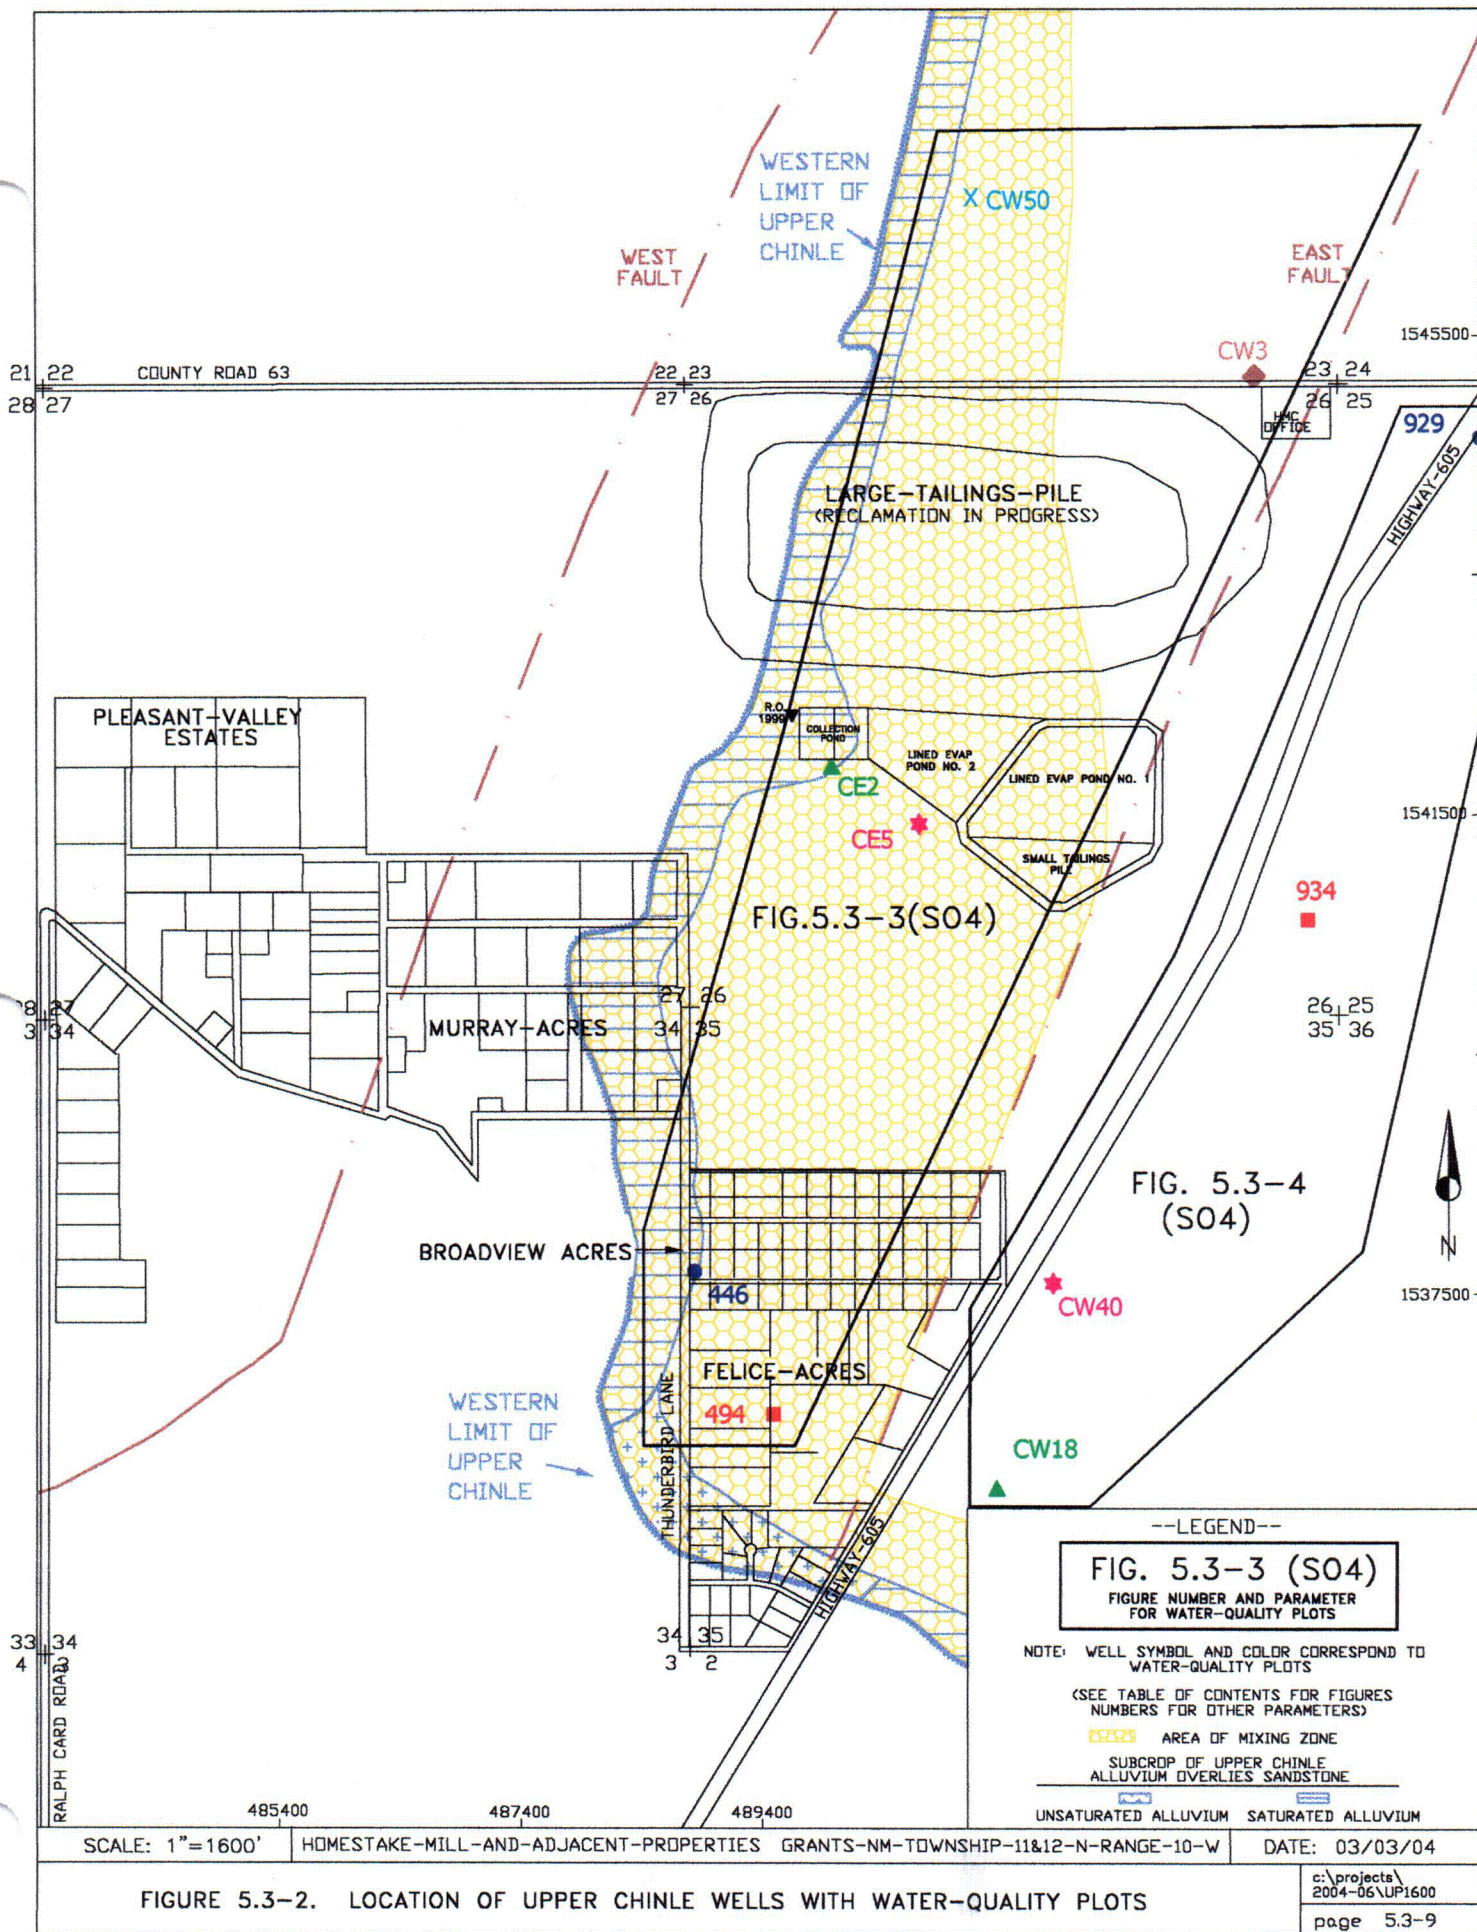 WESTERN
LIMIT OF
UPPER
CHINLE
X CW50
WEST
FAULT
EAST
FAULT
1545500
CW3
21 22
28 27
COUNTY ROAD 63
22 23
27 26
23 24
26 25
HMC
OFFICE
929
HIGHWAY-605
LARGE-TAILINGS-PILE
(RECLAMATION IN PROGRESS)
PLEASANT-VALLEY
ESTATES
R.O.
1999
COLLECTION
POND
LINED EVAP
POND NO. 2
LINED EVAP POND NO. 1
CE2
CE5
1541500
SMALL TAILINGS
PILE
934
FIG.5.3-3(SO4)
27 26
34 35
MURRAY-ACRES
8 27
3 34
26 25
35 36
FIG. 5.3-4
(SO4)
N
BROADVIEW ACRES
446
CW40
1537500
FELICE-ACRES
THUNDERBIRD LANE
494
WESTERN
LIMIT OF
UPPER
CHINLE
CW18
HIGHWAY-605
--LEGEND--
FIG. 5.3-3 (SO4)
FIGURE NUMBER AND PARAMETER
FOR WATER-QUALITY PLOTS
NOTE: WELL SYMBOL AND COLOR CORRESPOND TO
WATER-QUALITY PLOTS
(SEE TABLE OF CONTENTS FOR FIGURES
NUMBERS FOR OTHER PARAMETERS)
AREA OF MIXING ZONE
SUBCROP OF UPPER CHINLE
ALLUVIUM OVERLIES SANDSTONE
UNSATURATED ALLUVIUM SATURATED ALLUVIUM
33 34
4 3
34 35
3 2
RALPH CARD ROAD
485400
487400
489400
SCALE: 1"=1600'
HOMESTAKE-MILL-AND-ADJACENT-PROPERTIES GRANTS-NM-TOWNSHIP-11&12-N-RANGE-10-W
DATE: 03/03/04
FIGURE 5.3-2. LOCATION OF UPPER CHINLE WELLS WITH WATER-QUALITY PLOTS
c:\projects\
2004-06\UP1600
page 5.3-9